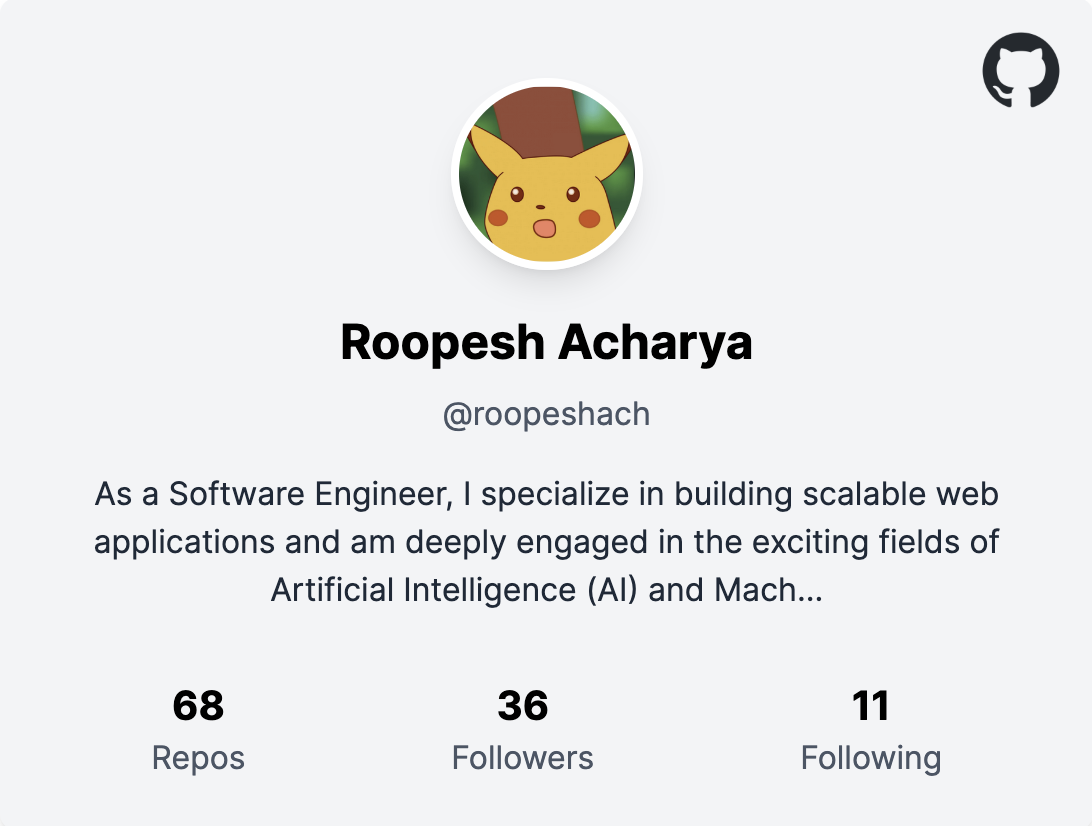 Roopesh Acharya
@roopeshach
As a Software Engineer, I specialize in building scalable web
applications and am deeply engaged in the exciting fields of
Artificial Intelligence (AI) and Mach...
68 36 11
Repos Followers Following